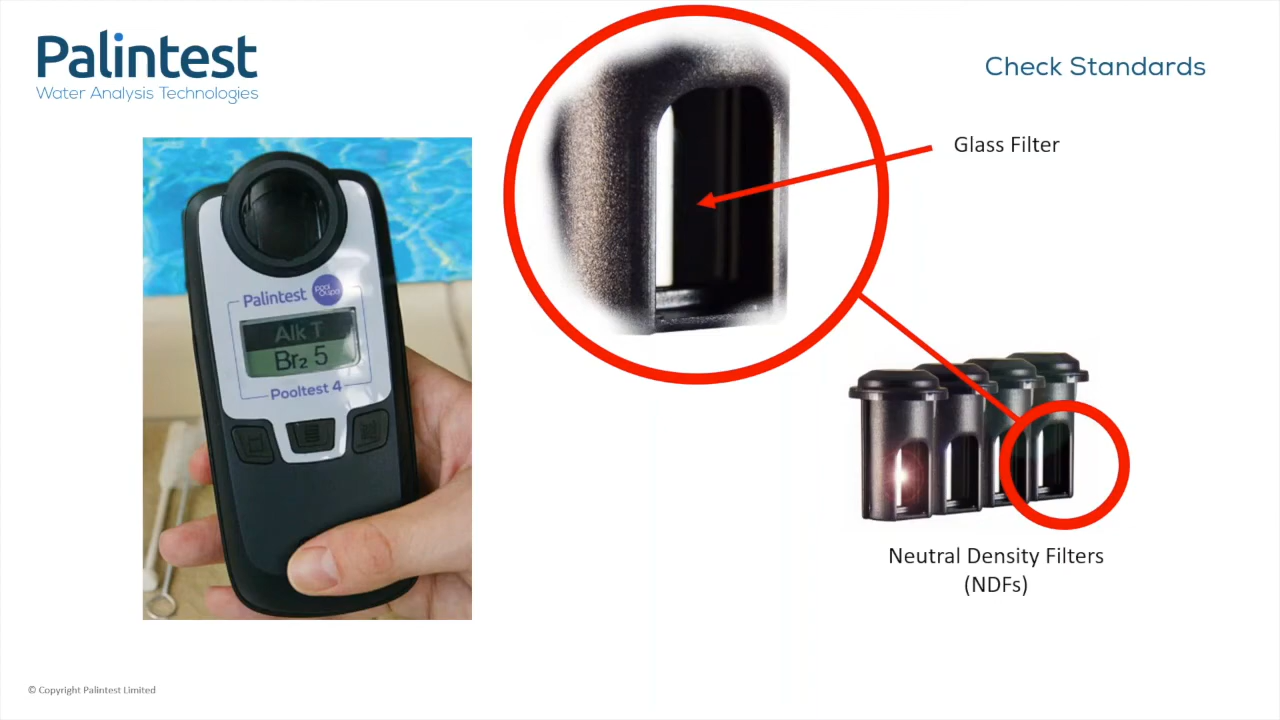 Palintest
Water Analysis Technologies
Check Standards
Glass Filter
Palintest
Alk T
Br₂ 5
Pooltest 4
Neutral Density Filters
(NDFs)
© Copyright Palintest Limited